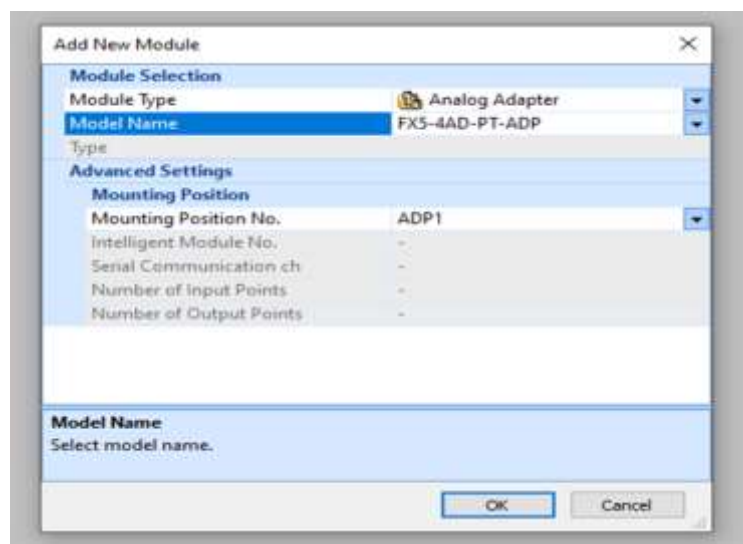 Add New Module
Module Selection
Module Type Analog Adapter
Model Name FX5-4AD-PT-ADP
Type
Advanced Settings
Mounting Position
Mounting Position No. ADP1
Intelligent Module No. -
Serial Communication ch -
Number of Input Points -
Number of Output Points -
Model Name
Select model name.
OK Cancel